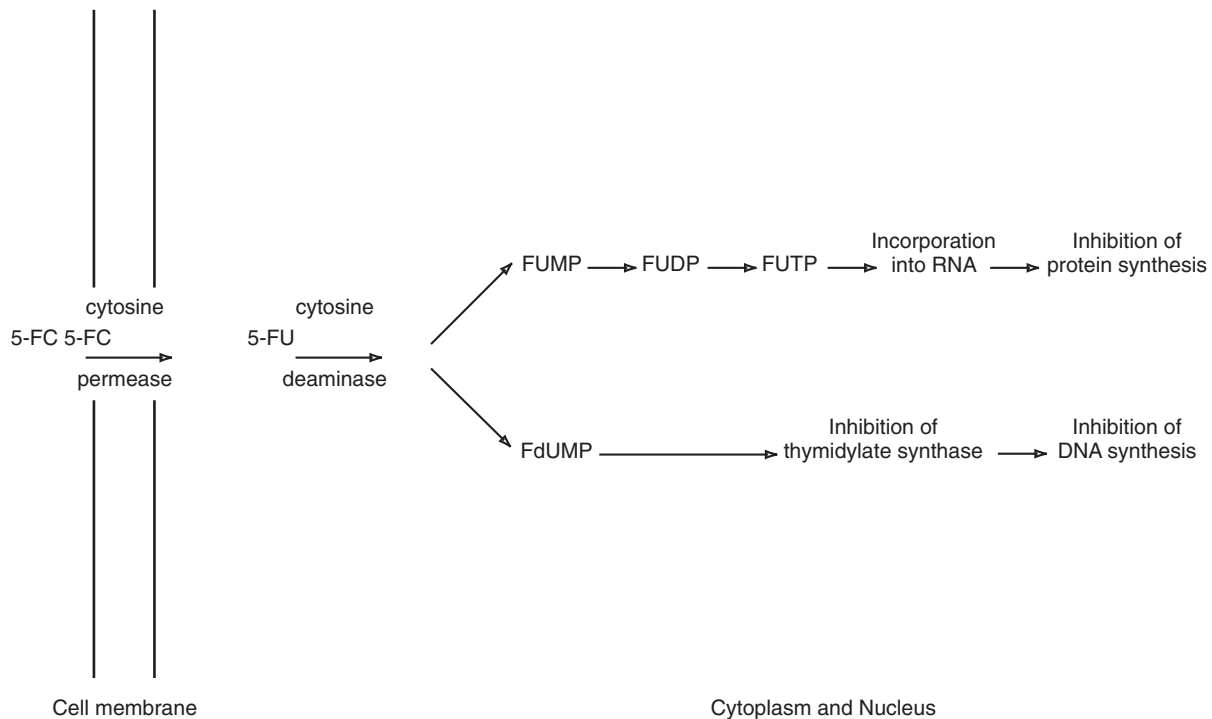 cytosine
5-FC 5-FC
permease
cytosine
5-FU
deaminase
FUMP
FUDP
FUTP
Incorporation
into RNA
Inhibition of
protein synthesis
FdUMP
Inhibition of
thymidylate synthase
Inhibition of
DNA synthesis
Cell membrane
Cytoplasm and Nucleus